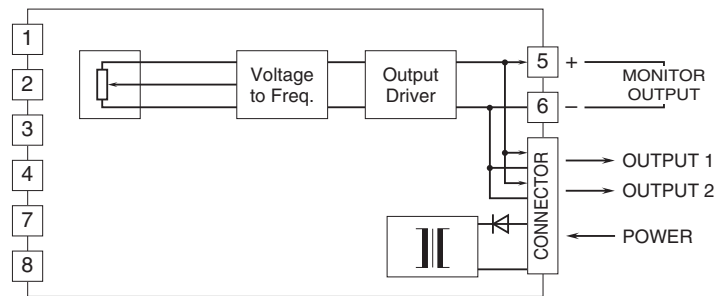 1
2
3
4
7
8
Voltage
to Freq.
Output
Driver
5 +
6 −
MONITOR
OUTPUT
CONNECTOR
OUTPUT 1
OUTPUT 2
POWER